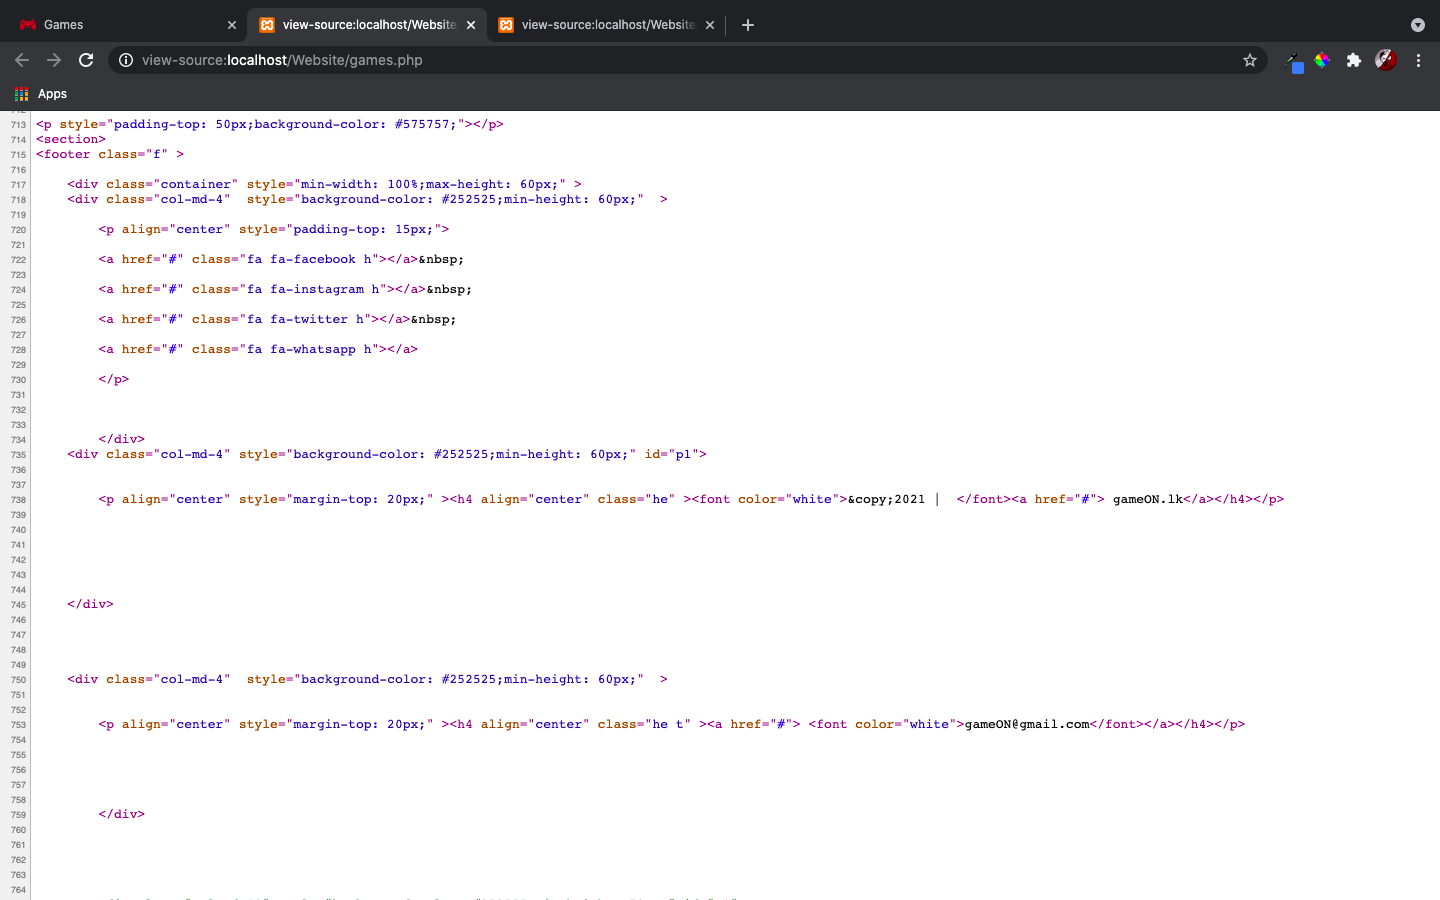 Games
view-source:localhost/Website
view-source:localhost/Website
view-source:localhost/Website/games.php
Apps
713 <p style="padding-top: 50px;background-color: #575757;"></p>
714 <section>
715 <footer class="f" >
716
717 <div class="container" style="min-width: 100%;max-height: 60px;" >
718 <div class="col-md-4"  style="background-color: #252525;min-height: 60px;"  >
719
720 <p align="center" style="padding-top: 15px;">
721
722 <a href="#" class="fa fa-facebook h"></a>&nbsp;
723
724 <a href="#" class="fa fa-instagram h"></a>&nbsp;
725
726 <a href="#" class="fa fa-twitter h"></a>&nbsp;
727
728 <a href="#" class="fa fa-whatsapp h"></a>
729
730 </p>
731
732
733
734 </div>
735 <div class="col-md-4" style="background-color: #252525;min-height: 60px;" id="p1">
736
737
738 <p align="center" style="margin-top: 20px;" ><h4 align="center" class="he" ><font color="white">&copy;2021 |  </font><a href="#"> gameON.lk</a></h4></p>
739
740
741
742
743
744
745 </div>
746
747
748
749
750 <div class="col-md-4"  style="background-color: #252525;min-height: 60px;"  >
751
752
753 <p align="center" style="margin-top: 20px;" ><h4 align="center" class="he t" ><a href="#"> <font color="white">gameON@gmail.com</font></a></h4></p>
754
755
756
757
758
759 </div>
760
761
762
763
764